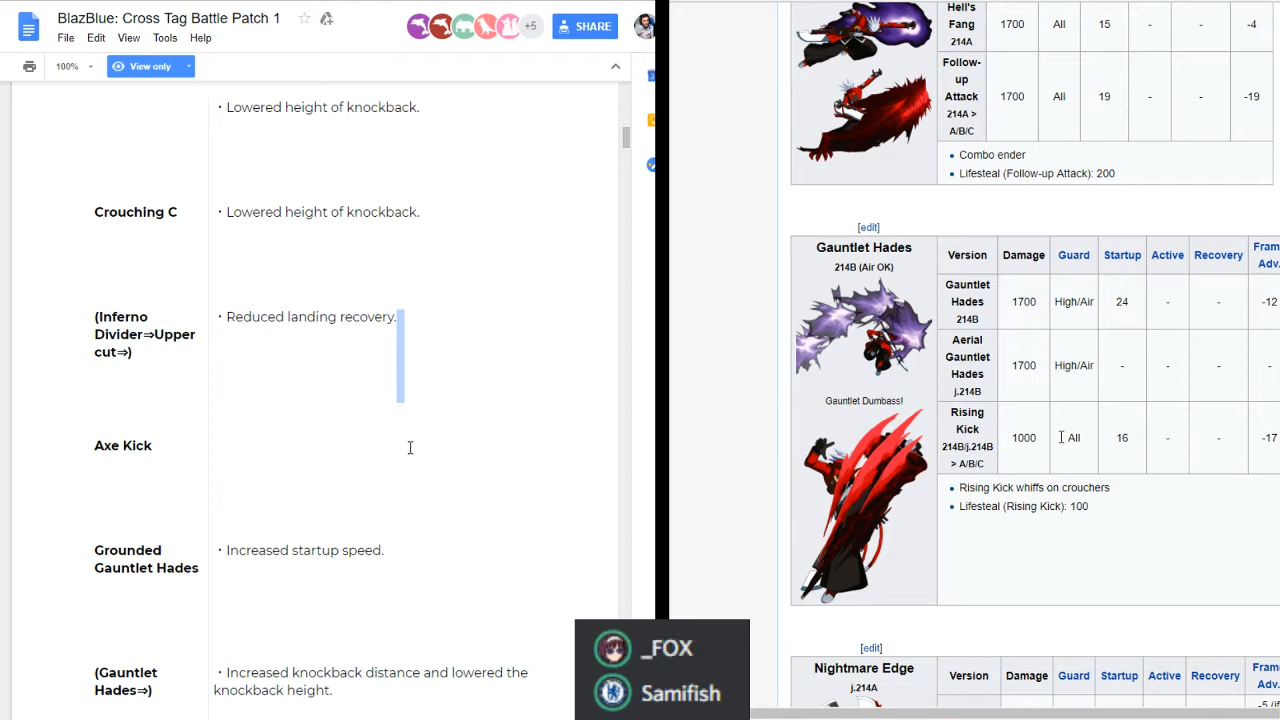 BlazBlue: Cross Tag Battle Patch 1
File Edit View Tools Help
+5
SHARE
100%
View only
· Lowered height of knockback.
Crouching C
· Lowered height of knockback.
(Inferno
Divider⇒Upper
cut⇒)
· Reduced landing recovery.
Axe Kick
Grounded
Gauntlet Hades
· Increased startup speed.
(Gauntlet
Hades⇒)
· Increased knockback distance and lowered the
knockback height.
Hell's
Fang
214A
1700 All 15 - - -4
Follow-
up
Attack
214A >
A/B/C
1700 All 19 - - -19
Combo ender
Lifesteal (Follow-up Attack): 200
[edit]
Gauntlet Hades
214B (Air OK)
Gauntlet Dumbass!
Version Damage Guard Startup Active Recovery
Adv.
Gauntlet
Hades
214B
1700 High/Air 24 - - -12
Aerial
Gauntlet
Hades
j.214B
1700 High/Air - - - -
Rising
Kick
214B/j.214B
> A/B/C
1000 All 16 - - -17
Rising Kick whiffs on crouchers
Lifesteal (Rising Kick): 100
[edit]
Nightmare Edge
j.214A
Version Damage Guard Startup Active Recovery
Adv.
_FOX
Samifish